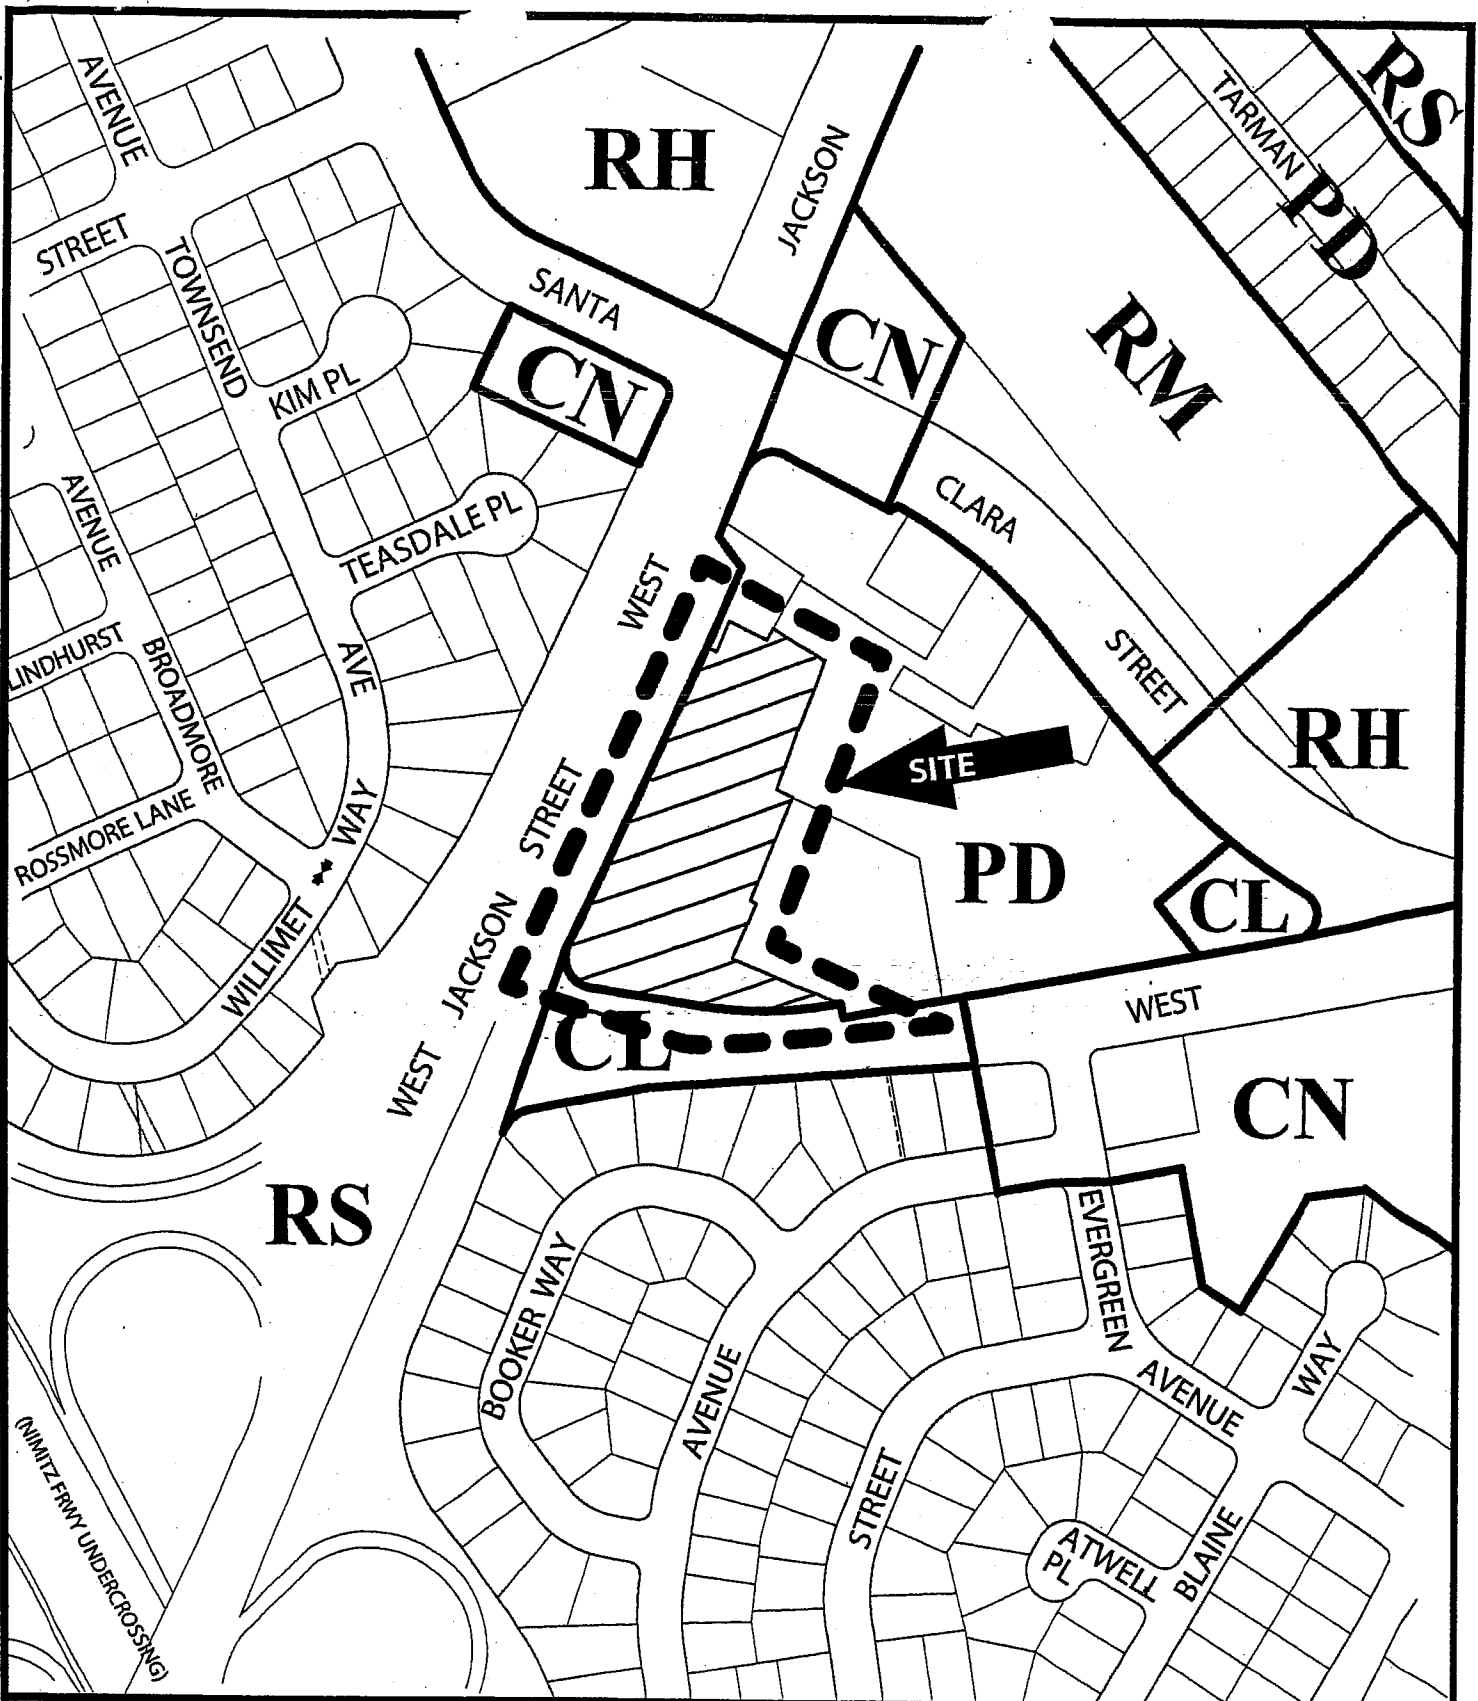 AVENUE
RH
JACKSON
TARMAN
RS
PD
STREET
TOWNSEND
SANTA
CN
CN
RM
KIM PL
AVENUE
TEASDALE PL
CLARA
WEST
LINDHURST
BROADMORE
AVE
STREET
RH
SITE
STREET
ROSSMORE LANE
WAY
PD
CL
WILLIMET
JACKSON
WEST
CL
WEST
CN
RS
EVERGREEN
BOOKER WAY
AVENUE
AVENUE
WAY
STREET
ATWELL
PL
BLAINE
(NIMITZ FRWY UNDERCROSSING)